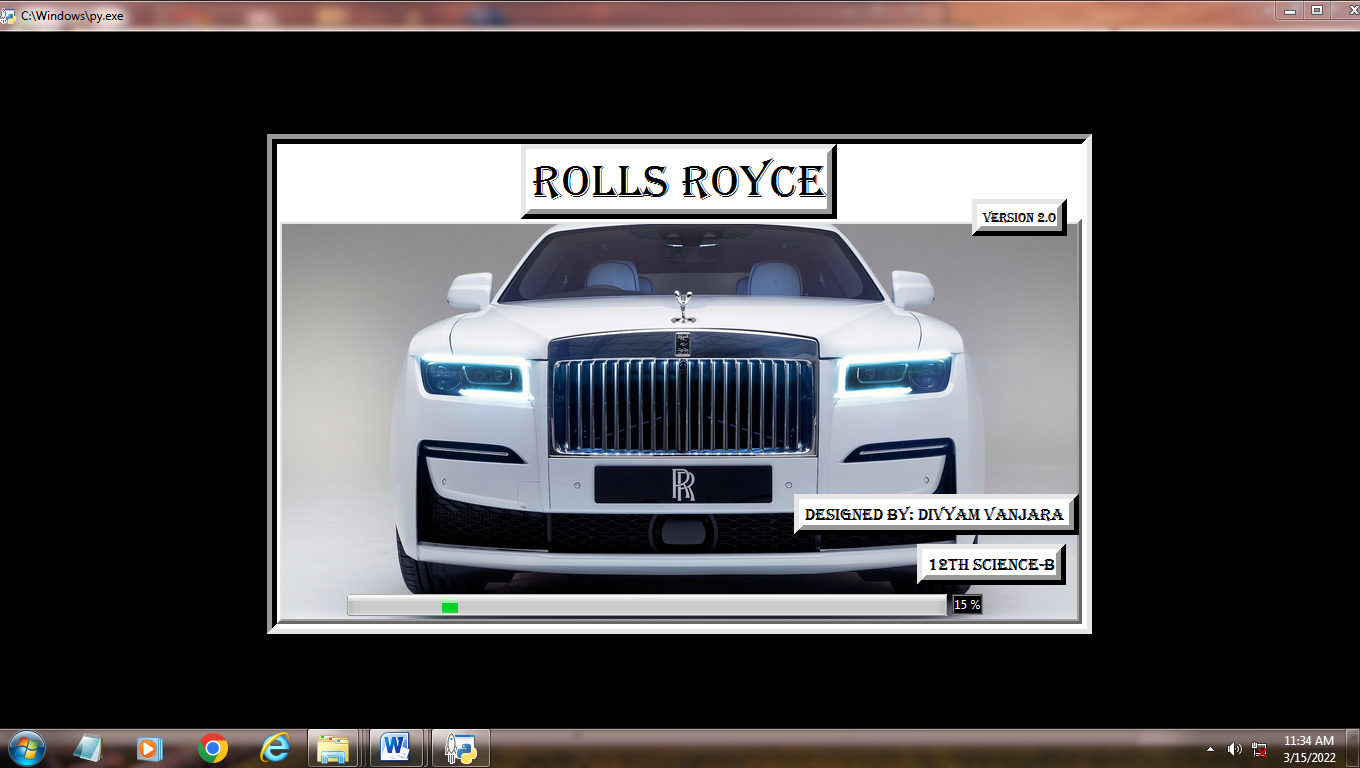 C:\Windows\py.exe
ROLLS ROYCE
VERSION 2.0
RR
DESIGNED BY: DIVYAM VANJARA
12TH SCIENCE-B
15 %
11:34 AM
3/15/2022